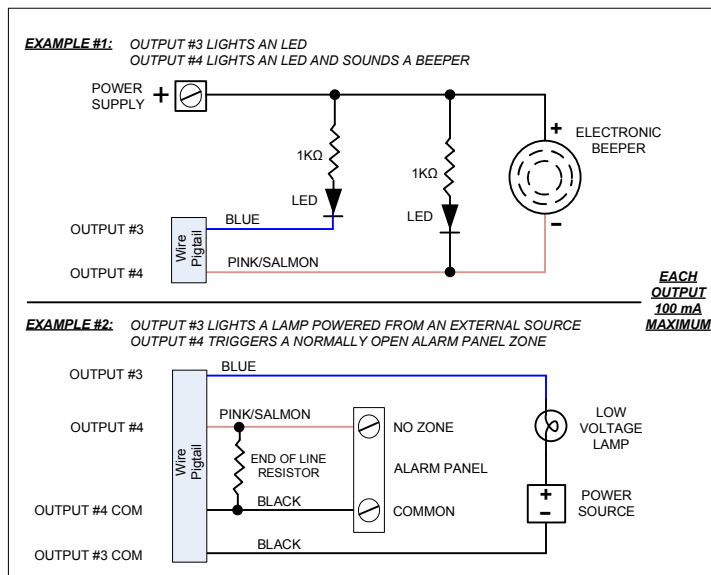 EXAMPLE #1: OUTPUT #3 LIGHTS AN LED
OUTPUT #4 LIGHTS AN LED AND SOUNDS A BEEPER
POWER
SUPPLY
+
+
ELECTRONIC
BEEPER
1KΩ
1KΩ
LED
LED
–
OUTPUT #3
BLUE
Wire
Pigtail
OUTPUT #4
PINK/SALMON
EACH
OUTPUT
100 mA
MAXIMUM
EXAMPLE #2: OUTPUT #3 LIGHTS A LAMP POWERED FROM AN EXTERNAL SOURCE
OUTPUT #4 TRIGGERS A NORMALLY OPEN ALARM PANEL ZONE
OUTPUT #3
BLUE
OUTPUT #4
PINK/SALMON
NO ZONE
LOW
VOLTAGE
LAMP
Wire
Pigtail
END OF LINE
RESISTOR
ALARM PANEL
OUTPUT #4 COM
BLACK
COMMON
+
–
POWER
SOURCE
OUTPUT #3 COM
BLACK